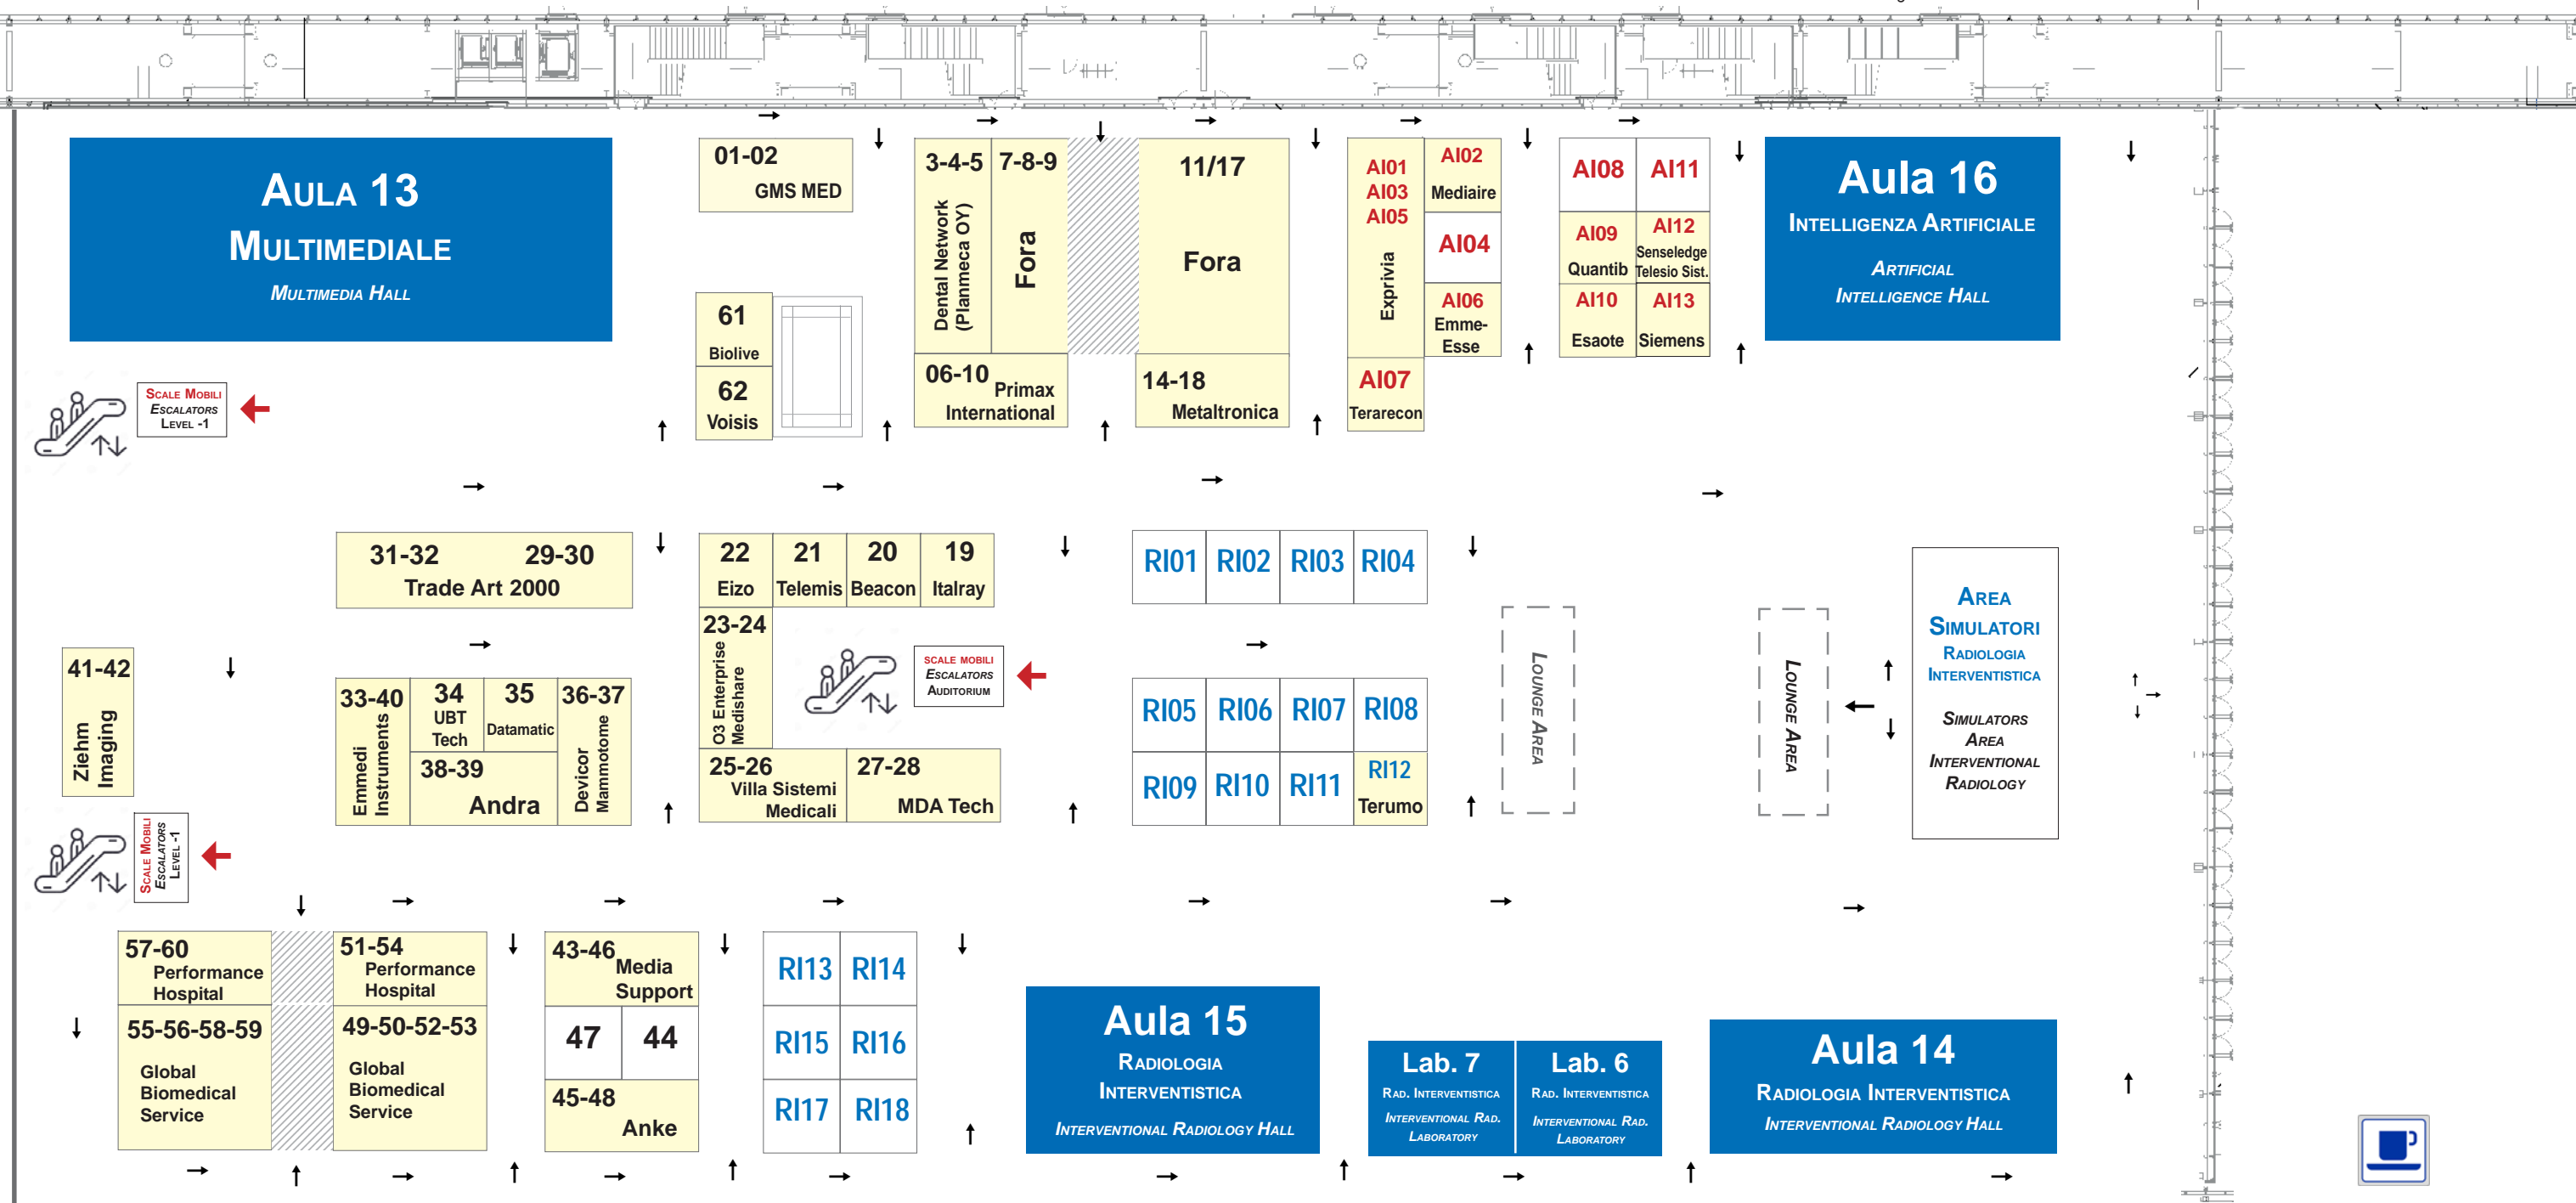 AULA 13
MULTIMEDIALE
MULTIMEDIA HALL
01-02
GMS MED
3-4-5
Dental Network
(Planmeca OY)
7-8-9
Fora
11/17
Fora
AI01
AI03
AI05
Exprivia
AI02
Mediaire
AI04
AI06
Emme-
Esse
AI07
Terarecon
AI08
AI11
AI09
Quantib
AI12
Senseledge
Telesio Sist.
AI10
Esaote
AI13
Siemens
Aula 16
INTELLIGENZA ARTIFICIALE
ARTIFICIAL
INTELLIGENCE HALL
61
Biolive
62
Voisis
06-10
Primax
International
14-18
Metaltronica
SCALE MOBILI
ESCALATORS
LEVEL -1
31-32
29-30
Trade Art 2000
22
Eizo
21
Telemis
20
Beacon
19
Italray
23-24
O3 Enterprise
Medishare
SCALE MOBILI
ESCALATORS
AUDITORIUM
25-26
Villa Sistemi
Medicali
27-28
MDA Tech
RI01
RI02
RI03
RI04
RI05
RI06
RI07
RI08
RI09
RI10
RI11
RI12
Terumo
LOUNGE AREA
LOUNGE AREA
AREA
SIMULATORI
RADIOLOGIA
INTERVENTISTICA
SIMULATORS
AREA
INTERVENTIONAL
RADIOLOGY
41-42
Ziehm
Imaging
33-40
Emmedi
Instruments
34
UBT
Tech
35
Datamatic
36-37
Devicor
Mammotome
38-39
Andra
SCALE MOBILI
ESCALATORS
LEVEL -1
57-60
Performance
Hospital
51-54
Performance
Hospital
55-56-58-59
Global
Biomedical
Service
49-50-52-53
Global
Biomedical
Service
43-46
Media
Support
47
44
45-48
Anke
RI13
RI14
RI15
RI16
RI17
RI18
Aula 15
RADIOLOGIA
INTERVENTISTICA
INTERVENTIONAL RADIOLOGY HALL
Lab. 7
RAD. INTERVENTISTICA
INTERVENTIONAL RAD.
LABORATORY
Lab. 6
RAD. INTERVENTISTICA
INTERVENTIONAL RAD.
LABORATORY
Aula 14
RADIOLOGIA INTERVENTISTICA
INTERVENTIONAL RADIOLOGY HALL